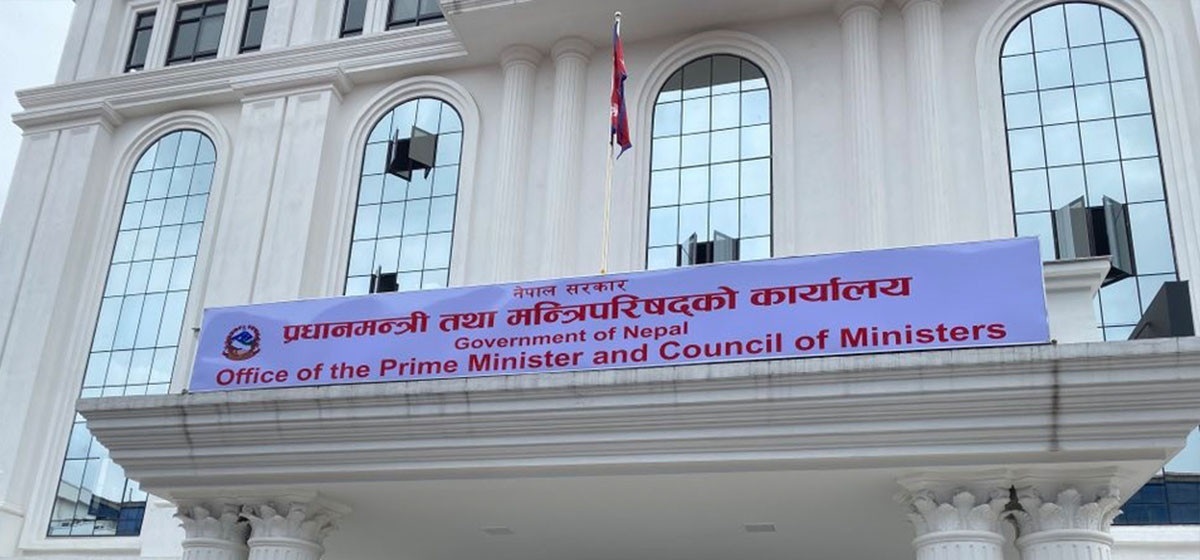 नेपाल सरकार
प्रधानमन्त्री तथा मन्त्रिपरिषद्को कार्यालय
Government of Nepal
Office of the Prime Minister and Council of Ministers